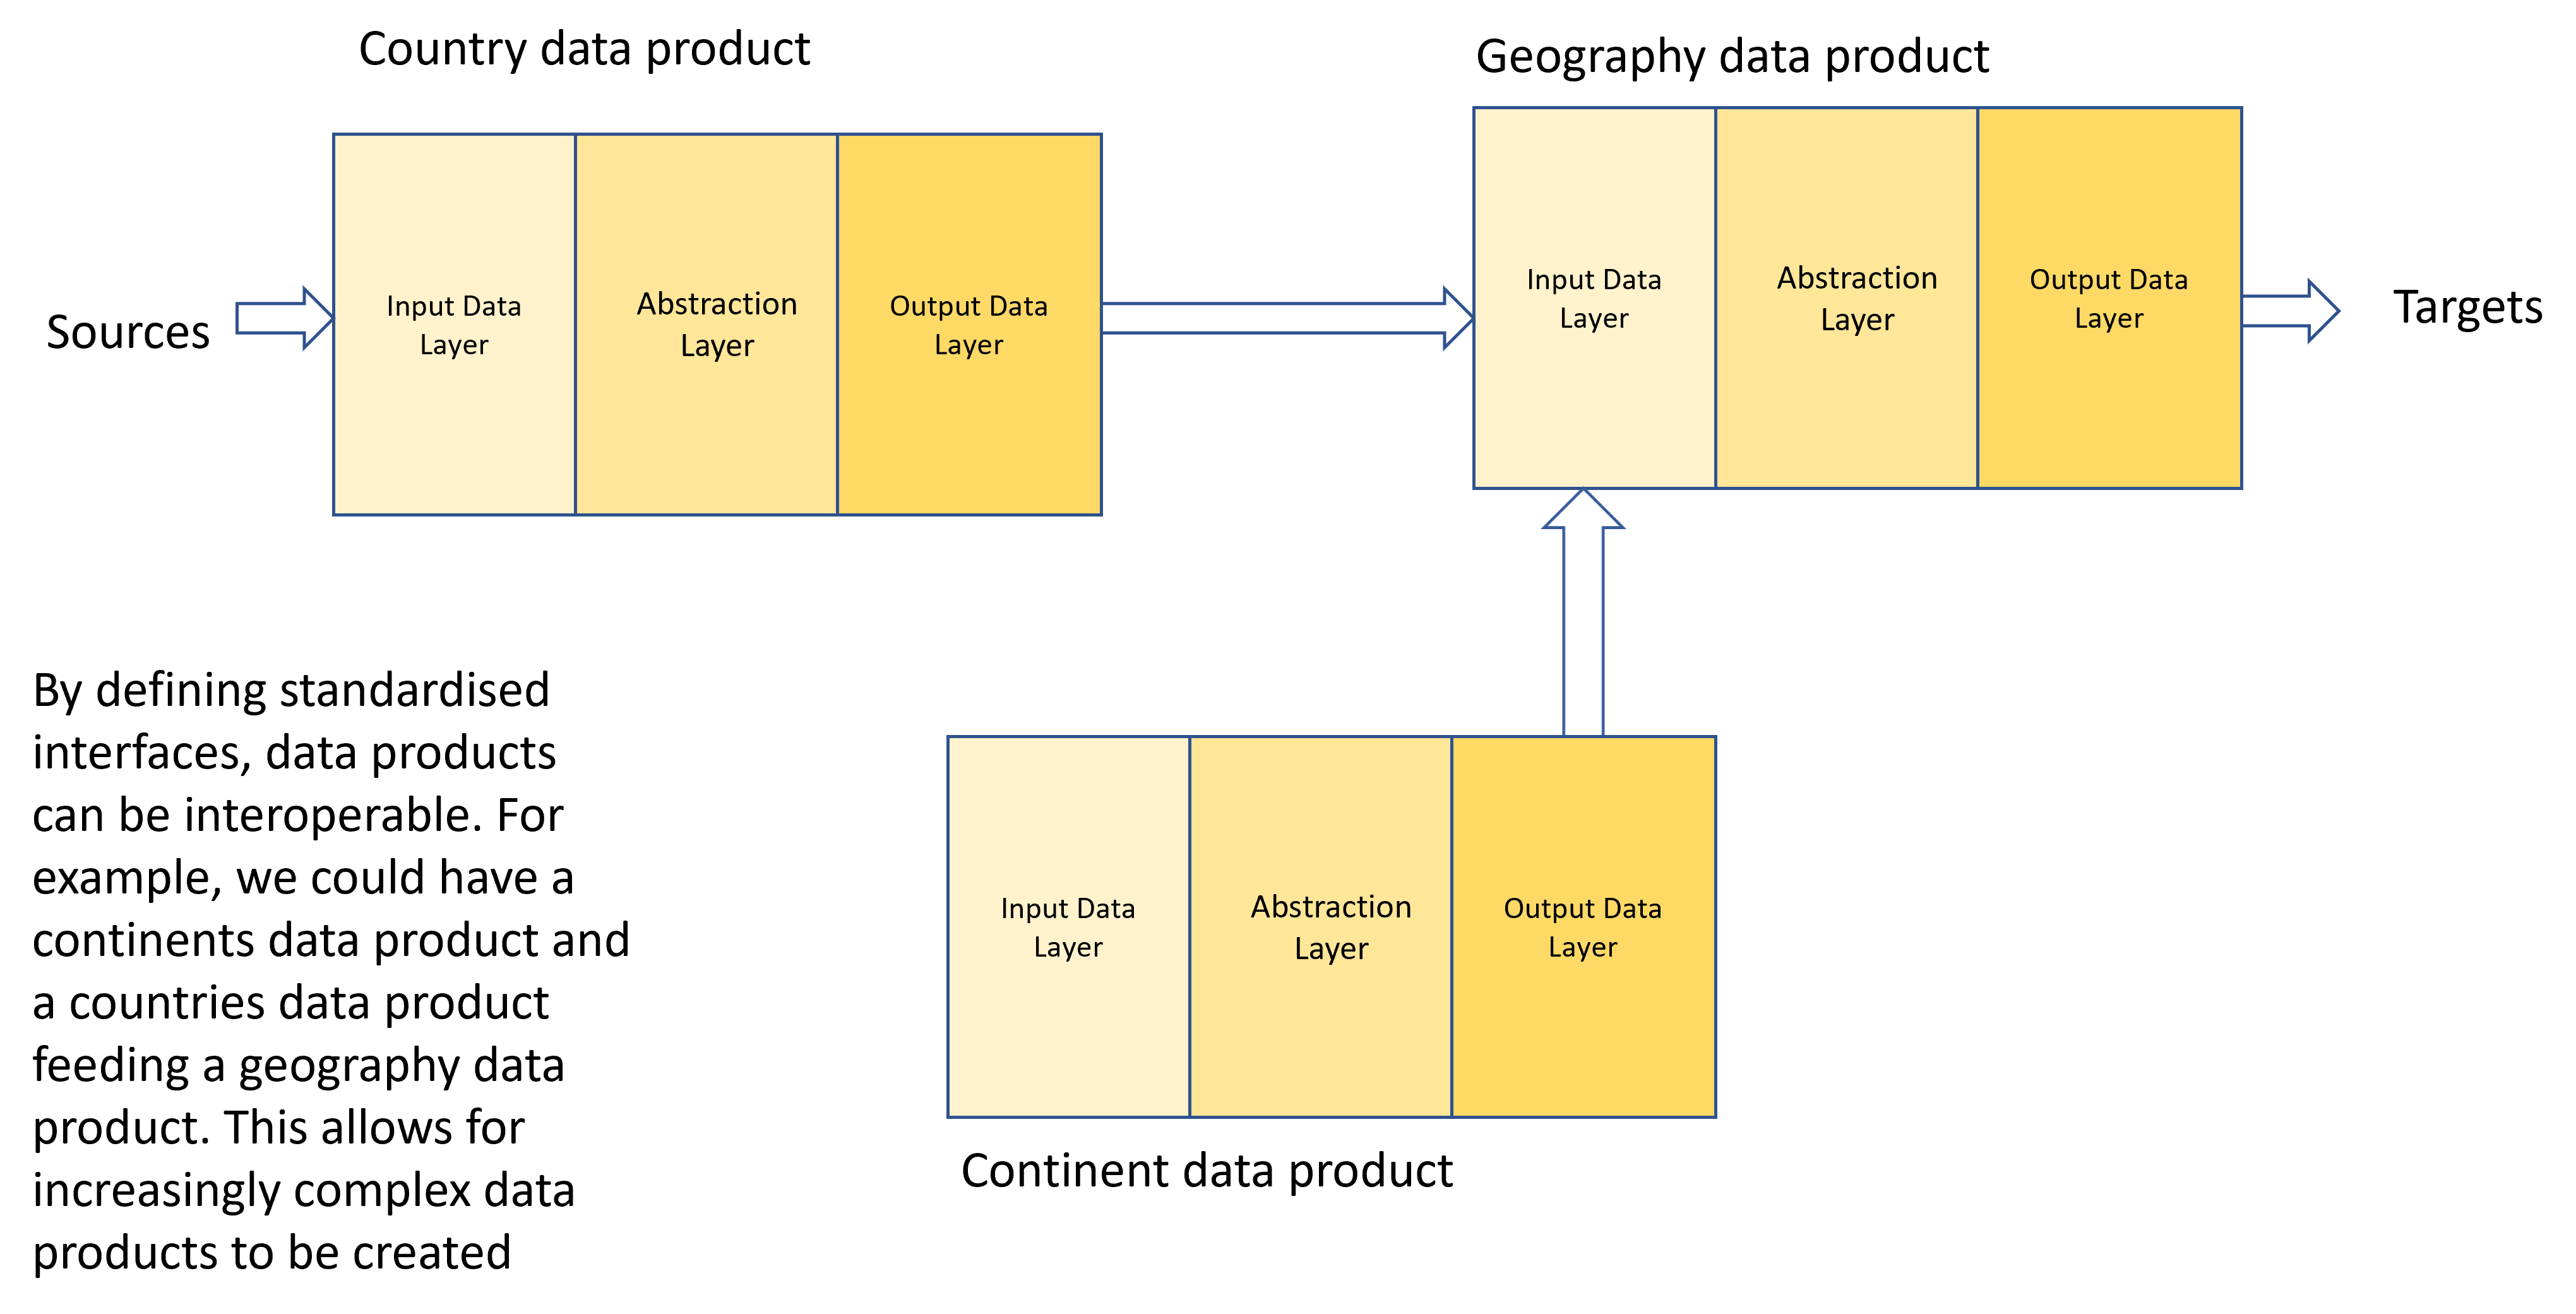 Country data product
Geography data product
Sources
Input Data
Layer
Abstraction
Layer
Output Data
Layer
Input Data
Layer
Abstraction
Layer
Output Data
Layer
Targets
By defining standardised
interfaces, data products
can be interoperable. For
example, we could have a
continents data product and
a countries data product
feeding a geography data
product. This allows for
increasingly complex data
products to be created
Input Data
Layer
Abstraction
Layer
Output Data
Layer
Continent data product